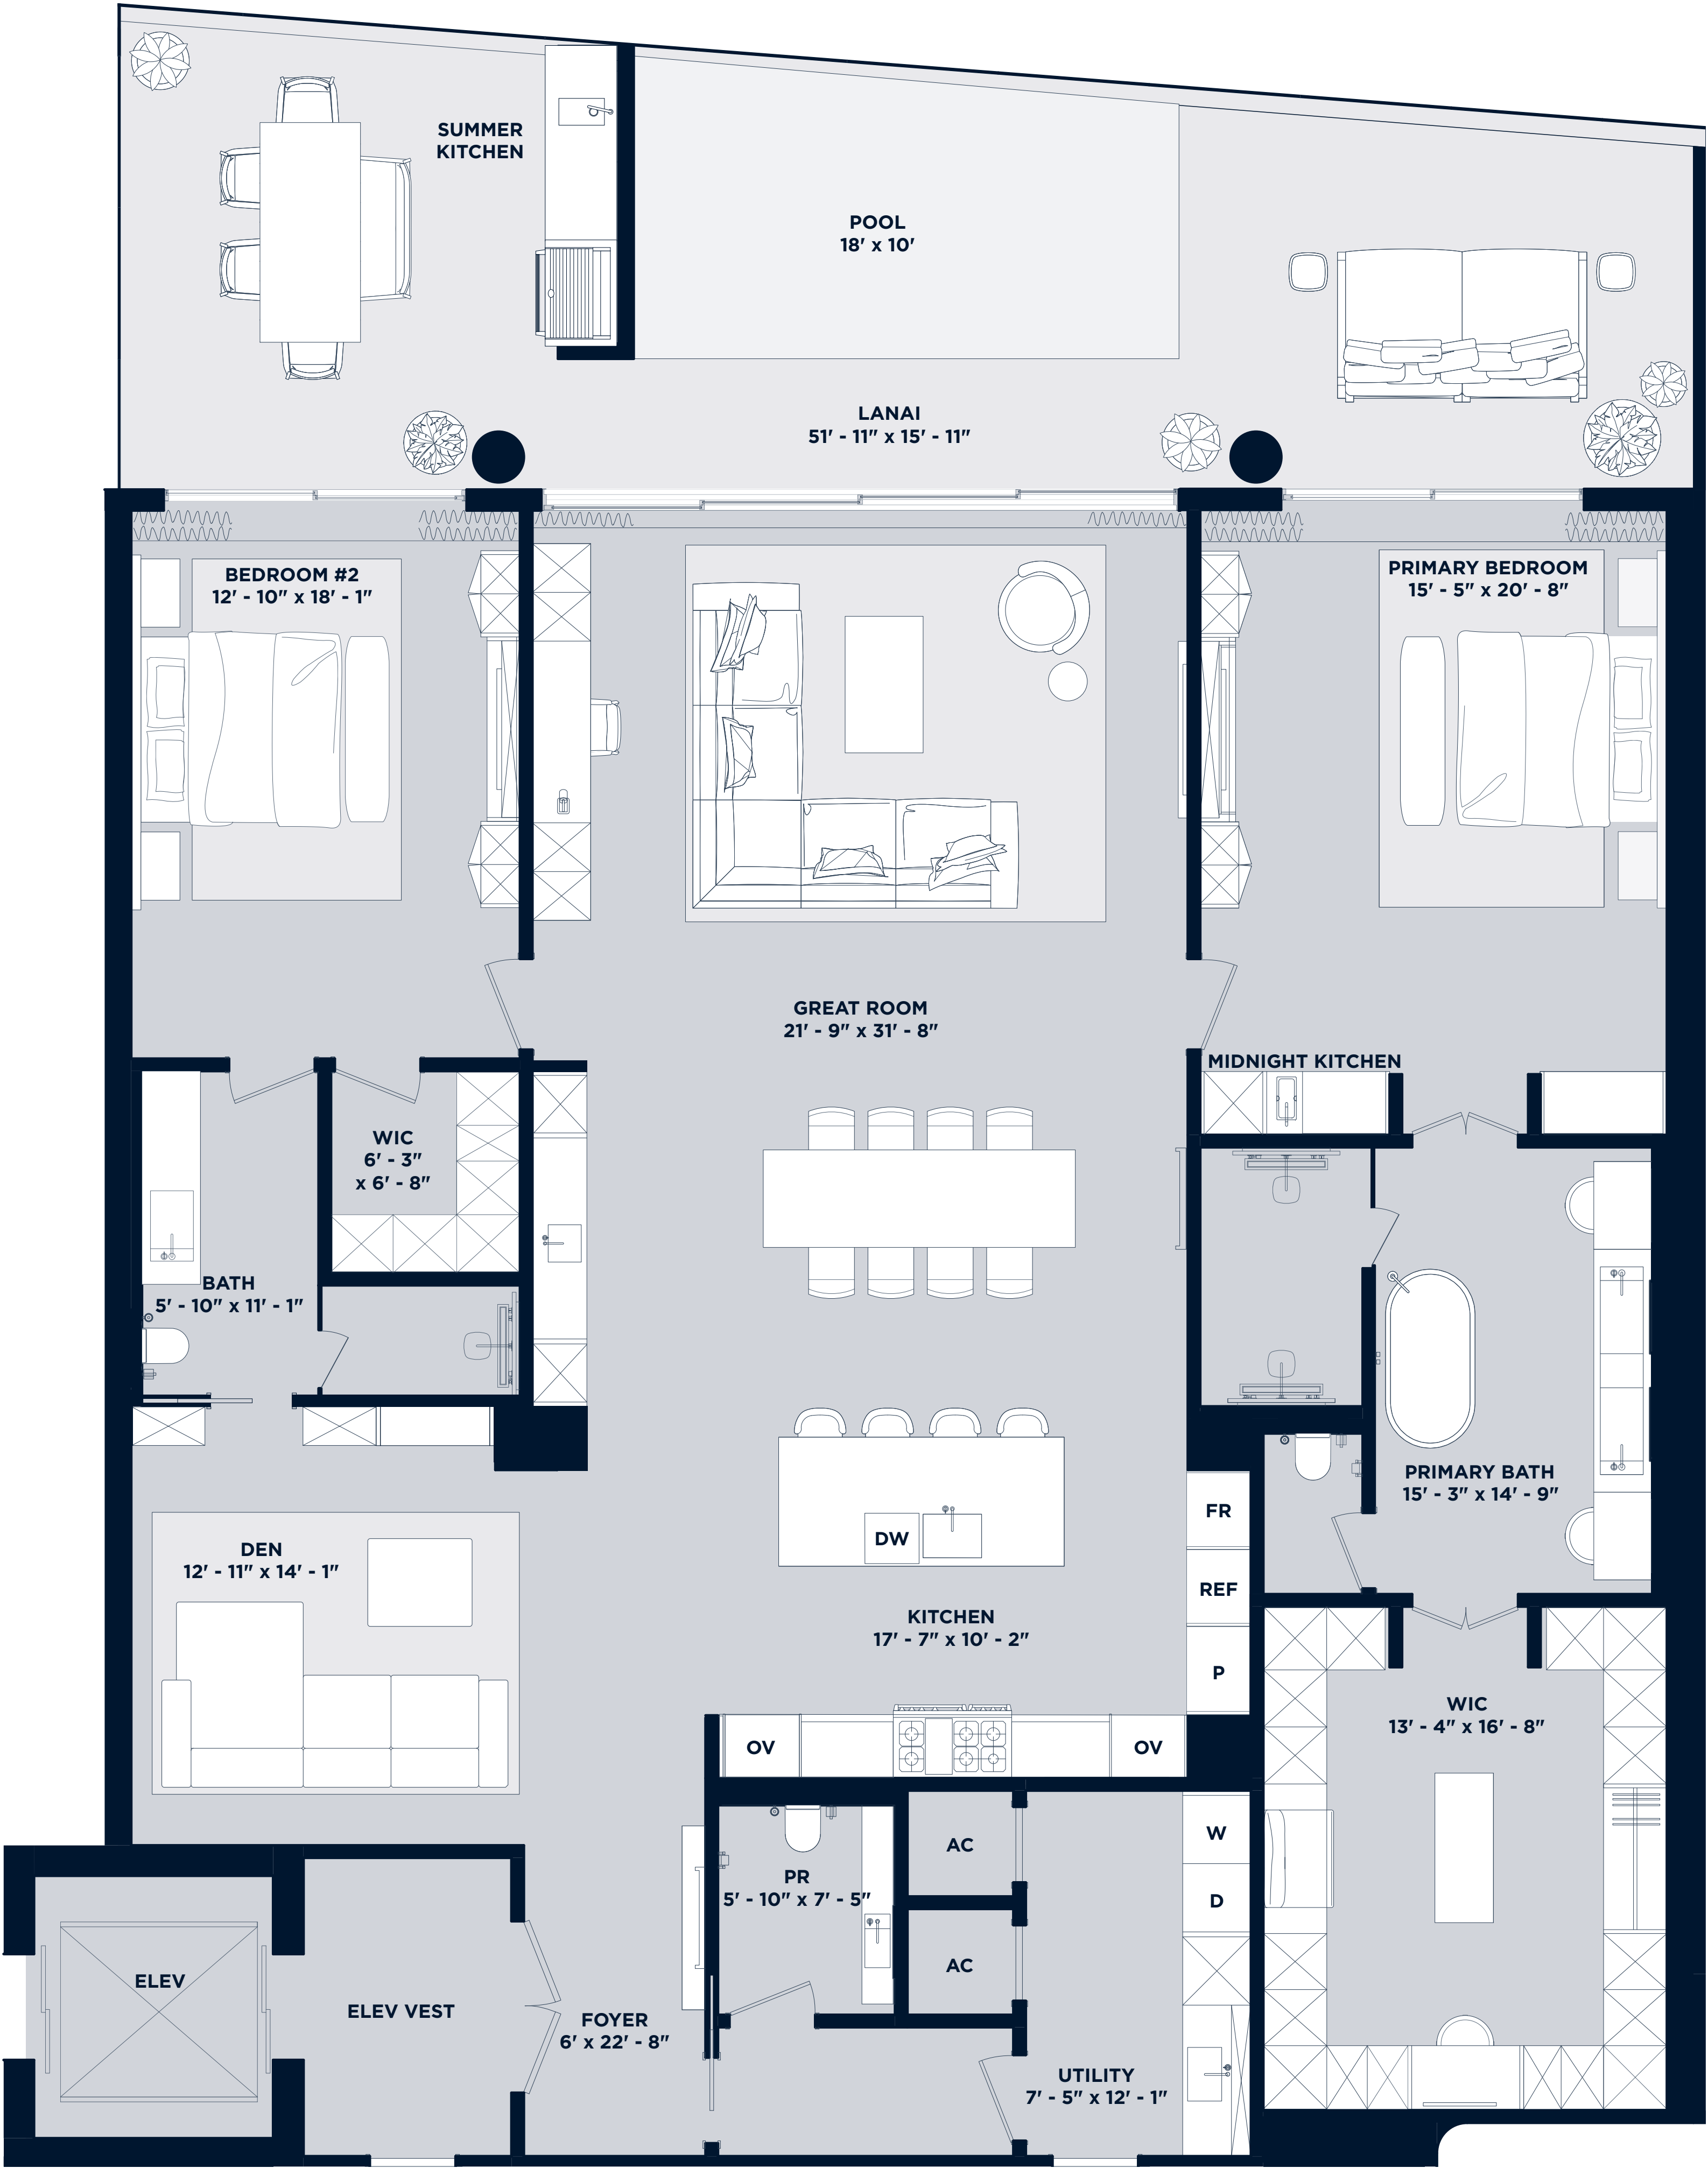 SUMMER
KITCHEN
POOL
18' x 10'
LANAI
51' - 11" x 15' - 11"
BEDROOM #2
12' - 10" x 18' - 1"
PRIMARY BEDROOM
15' - 5" x 20' - 8"
GREAT ROOM
21' - 9" x 31' - 8"
MIDNIGHT KITCHEN
WIC
6' - 3"
x 6' - 8"
BATH
5' - 10" x 11' - 1"
PRIMARY BATH
15' - 3" x 14' - 9"
FR
DW
DEN
12' - 11" x 14' - 1"
REF
KITCHEN
17' - 7" x 10' - 2"
P
WIC
13' - 4" x 16' - 8"
OV
OV
W
AC
PR
5' - 10" x 7' - 5"
D
AC
ELEV
ELEV VEST
FOYER
6' x 22' - 8"
UTILITY
7' - 5" x 12' - 1"